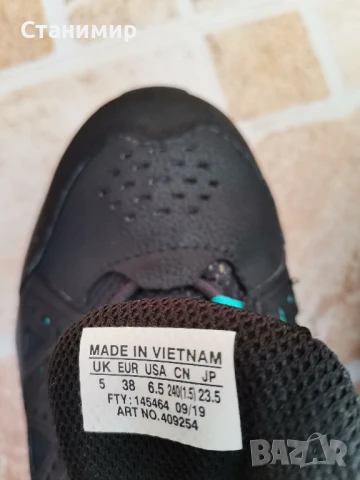 Станимир
MADE IN VIETNAM
UK EUR USA CN JP
5 38 6.5 240(1.5) 23.5
FTY: 145464 09/19
ART NO.409254
BAZAR